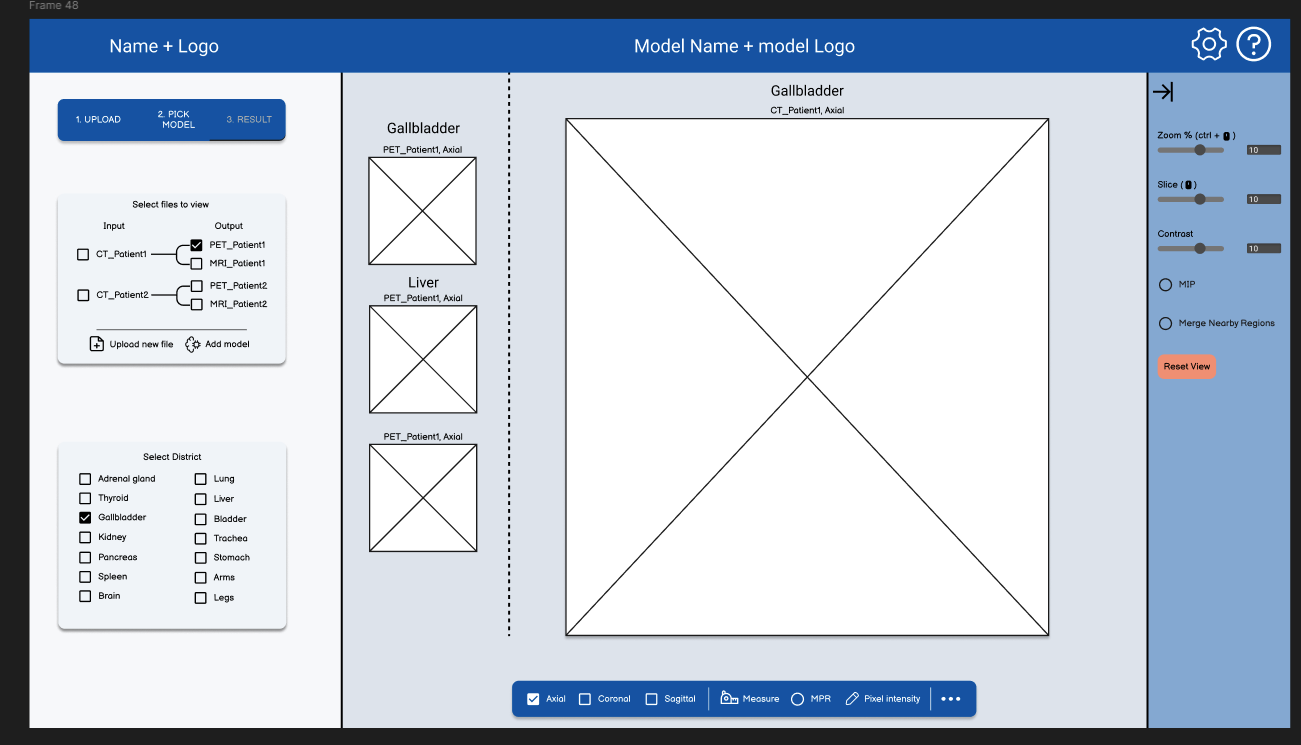 Frame 48
Name + Logo
Model Name + model Logo
1. UPLOAD
2. PICK
MODEL
3. RESULT
Select files to view
Input
Output
CT_Patient1
PET_Patient1
MRI_Patient1
CT_Patient2
PET_Patient2
MRI_Patient2
Upload new file
Add model
Select District
Adrenal gland
Lung
Thyroid
Liver
Gallbladder
Bladder
Kidney
Trachea
Pancreas
Stomach
Spleen
Arms
Brain
Legs
Gallbladder
PET_Patient1, Axial
Liver
PET_Patient1, Axial
PET_Patient1, Axial
Gallbladder
CT_Patient1, Axial
Axial
Coronal
Sagittal
Measure
MPR
Pixel intensity
Zoom % (ctrl + )
10
Slice ( )
10
Contrast
10
MIP
Merge Nearby Regions
Reset View